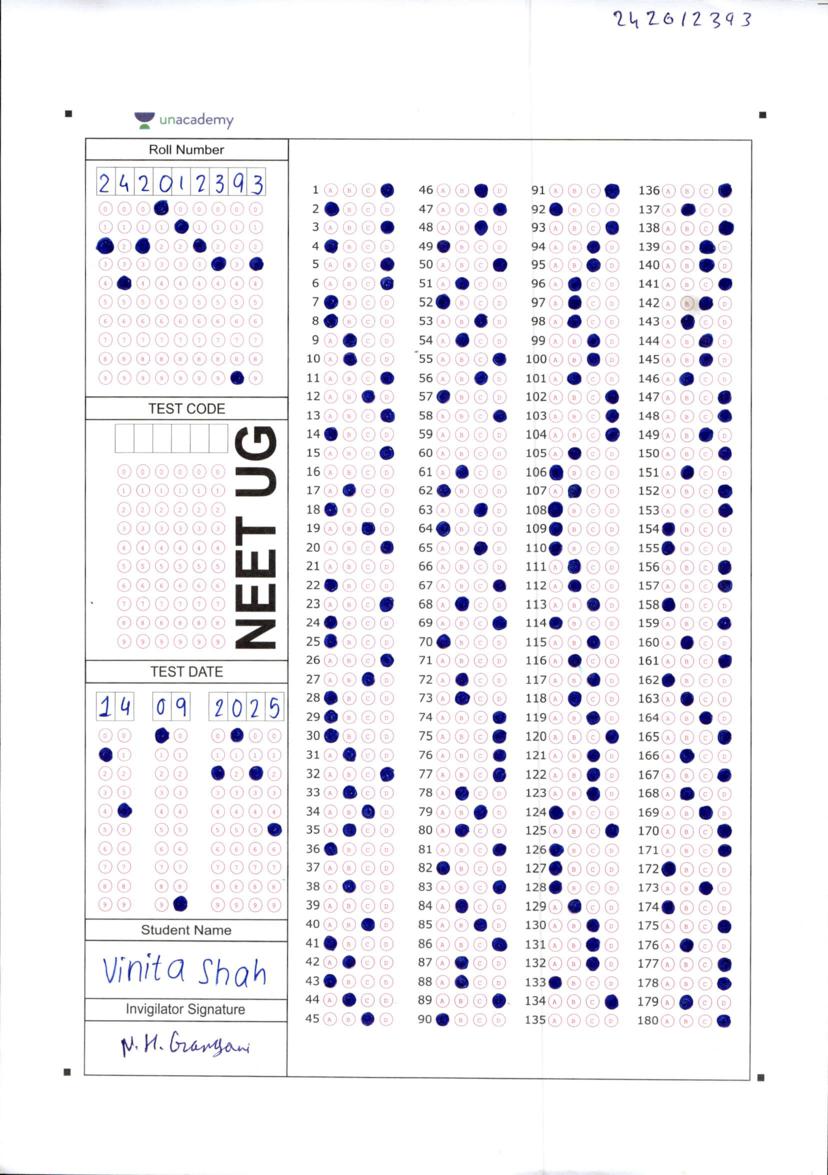 242612393
unacademy
Roll Number
242012393
TEST CODE
NEET UG
TEST DATE
14 09 2025
Student Name
Vinita Shah
Invigilator Signature
1 A B C
2 B C D
3 A B C
4 B C D
5 A B C
6 A B C
7 B C D
8 B C D
9 A C D
10 A C D
11 A B C
12 A B D
13 A B C
14 B C D
15 A B C
16 A B C D
17 A C D
18 B C D
19 A B D
20 A B C
21 A B C D
22 B C D
23 A B C
24 B C D
25 B C D
26 A B C
27 A B D
28 B C D
29 B C D
30 B C D
31 A C D
32 A B C
33 A C D
34 A B D
35 A C D
36 B C D
37 A B C D
38 A C D
39 A B C D
40 A B D
41 B C D
42 A C D
43 B C D
44 A C D
45 A B D
46 A B D
47 A B C
48 A B D
49 B C D
50 A B C
51 A C D
52 B C D
53 A B D
54 A C D
55 A B C
56 A B D
57 B C D
58 A B C
59 A B C D
60 A B C D
61 A C D
62 B C D
63 A B D
64 B C D
65 A B D
66 A B C D
67 A B C
68 A C D
69 A B C
70 B C D
71 A B C D
72 A C D
73 A C D
74 A B C
75 A B C
76 A B C
77 A B C
78 A C D
79 A B D
80 A C D
81 A B C
82 B C D
83 A B C
84 A C D
85 A B D
86 A B C
87 A C D
88 A C D
89 A B C
90 B C D
91 A B C
92 B C D
93 A B C
94 A B D
95 A B D
96 A C D
97 A C D
98 A C D
99 A B D
100 A B D
101 A C D
102 A B C
103 A B C
104 A B C
105 A C D
106 B C D
107 A C D
108 B C D
109 B C D
110 B C D
111 A C D
112 A C D
113 A B D
114 B C D
115 A B D
116 A C D
117 A B D
118 A C D
119 A B D
120 A B C
121 A B D
122 A B D
123 A B D
124 B C D
125 A B C
126 B C D
127 B C D
128 B C D
129 A C D
130 A B D
131 A B D
132 A B D
133 B C D
134 A B C
135 A B C D
136 A B C
137 A C D
138 A B C
139 A B D
140 A B D
141 A B C
142 A B D
143 A C D
144 A B D
145 A B D
146 A C D
147 A B C
148 A B C
149 A B D
150 A B C
151 A C D
152 A B C
153 A B C
154 B C D
155 B C D
156 A B C
157 A B C
158 B C D
159 A B C
160 A C D
161 A B C
162 B C D
163 A C D
164 A B D
165 A B C
166 A C D
167 A B C
168 A C D
169 A B D
170 A B C
171 A B C
172 B C D
173 A B D
174 B C D
175 A B C
176 A C D
177 A B C
178 A B C
179 A C D
180 A B C